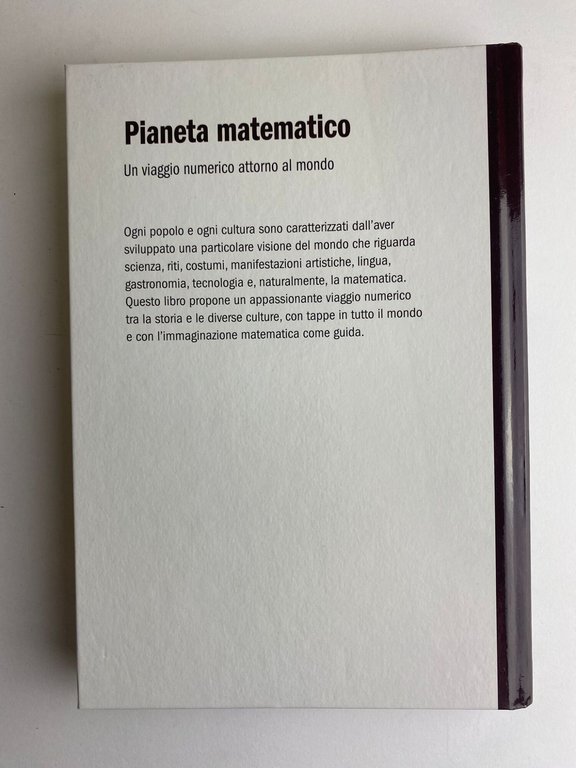 Pianeta matematico
Un viaggio numerico attorno al mondo
Ogni popolo e ogni cultura sono caratterizzati dall'aver
sviluppato una particolare visione del mondo che riguarda
scienza, riti, costumi, manifestazioni artistiche, lingua,
gastronomia, tecnologia e, naturalmente, la matematica.
Questo libro propone un appassionante viaggio numerico
tra la storia e le diverse culture, con tappe in tutto il mondo
e con l'immaginazione matematica come guida.